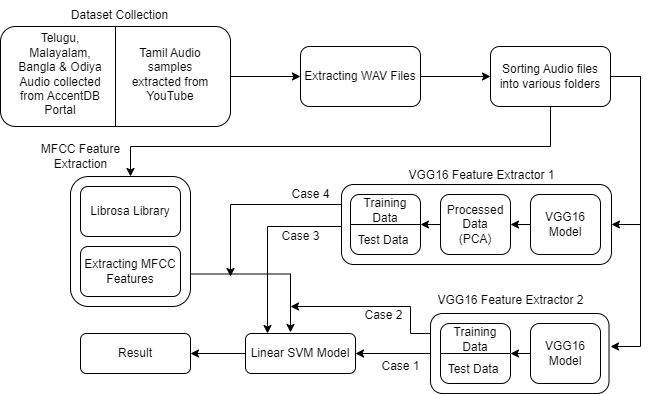 Dataset Collection
Telugu,
Malayalam,
Bangla & Odiya
Audio collected
from AccentDB
Portal
Tamil Audio
samples
extracted from
YouTube
Extracting WAV Files
Sorting Audio files
into various folders
MFCC Feature
Extraction
Librosa Library
Extracting MFCC
Features
VGG16 Feature Extractor 1
Case 4
Case 3
Training
Data
Test Data
Processed
Data
(PCA)
VGG16
Model
VGG16 Feature Extractor 2
Case 2
Case 1
Training
Data
Test Data
VGG16
Model
Linear SVM Model
Result